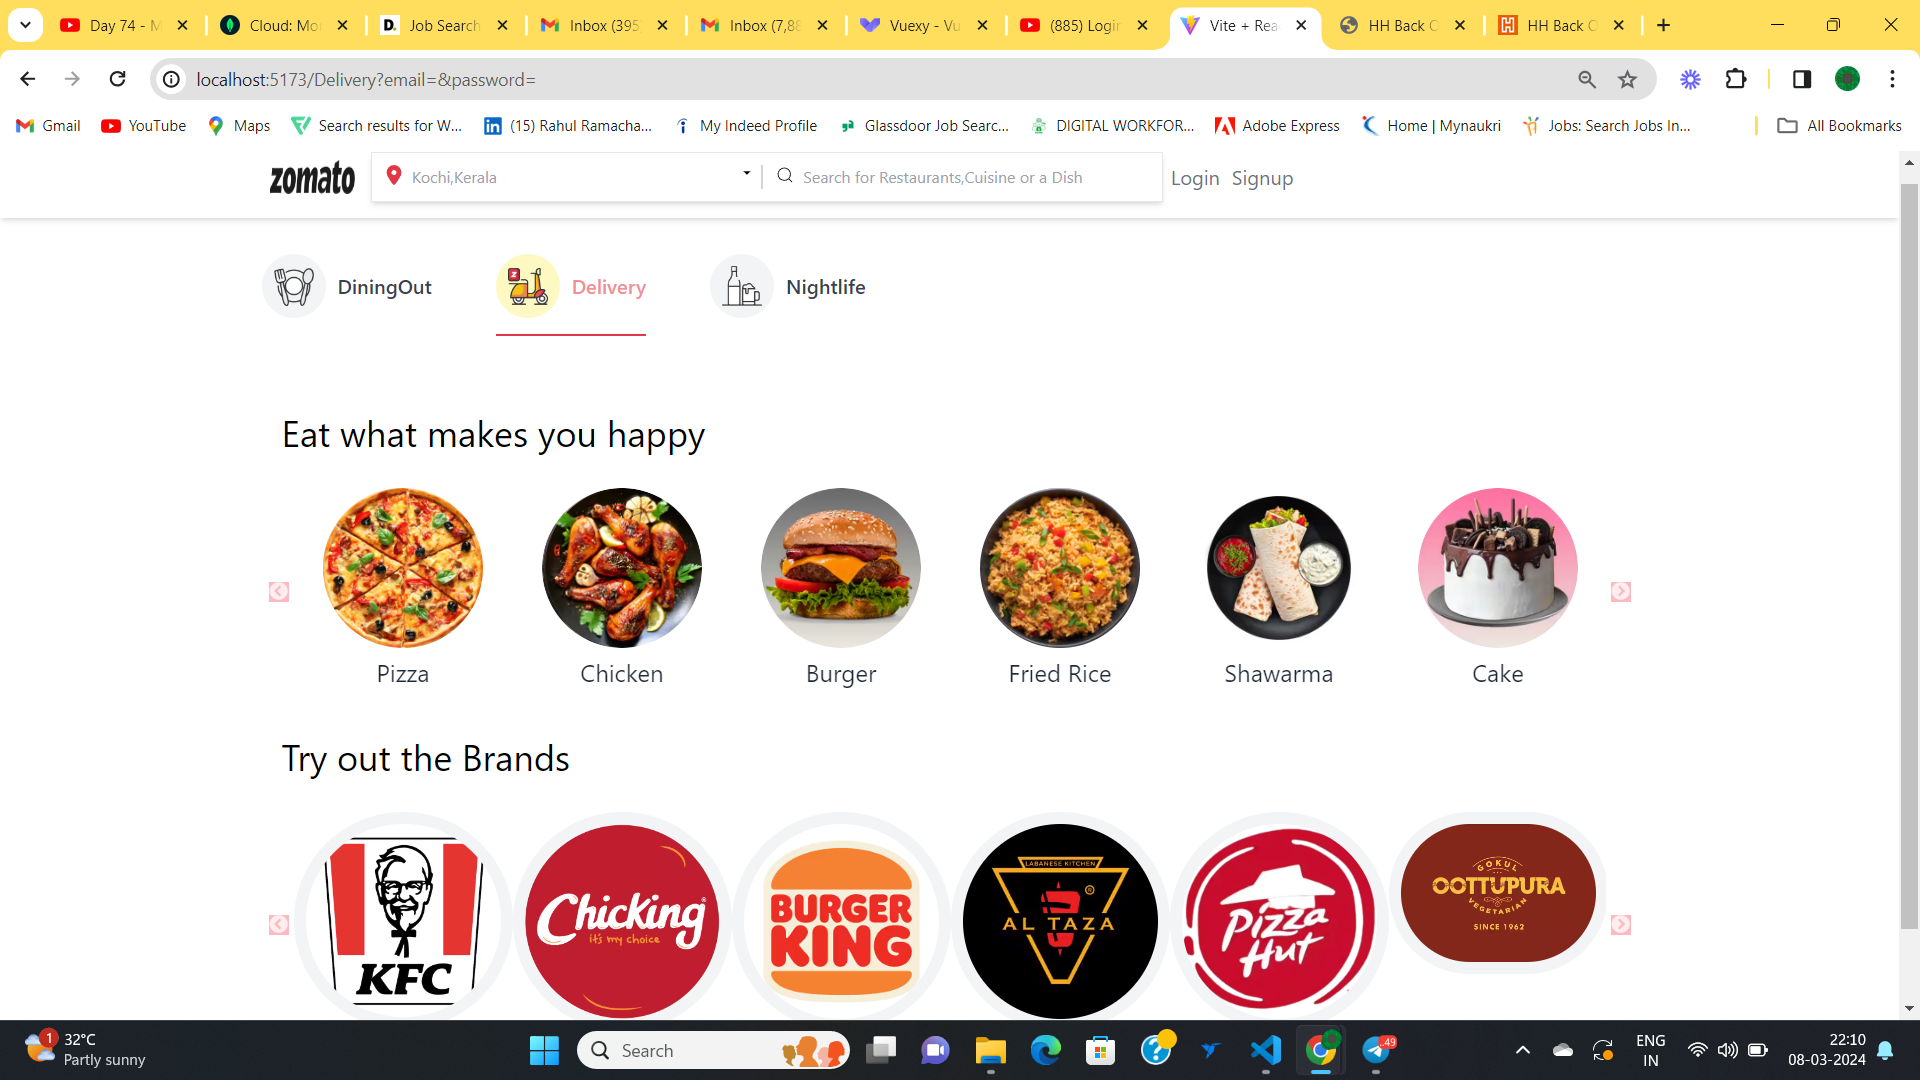 Day 74 - M
Cloud: Mon
Job Search
Inbox (395
Inbox (7,88
Vuexy - Vu
(885) Login
Vite + Rea
HH Back O
HH Back O
localhost:5173/Delivery?email=&password=
Gmail
YouTube
Maps
Search results for W...
(15) Rahul Ramacha...
My Indeed Profile
Glassdoor Job Searc...
DIGITAL WORKFOR...
Adobe Express
Home | Mynaukri
Jobs: Search Jobs In...
All Bookmarks
zomato
Kochi,Kerala
Search for Restaurants,Cuisine or a Dish
Login
Signup
DiningOut
Delivery
Nightlife
Eat what makes you happy
Pizza
Chicken
Burger
Fried Rice
Shawarma
Cake
Try out the Brands
KFC
Chicking
it's my choice
BURGER
KING
LABANESE KITCHEN
AL TAZA
Pizza
Hut
GOKUL
OOTTUPURA
VEGETARIAN
SINCE 1962
1
32°C
Partly sunny
Search
49
ENG
IN
22:10
08-03-2024